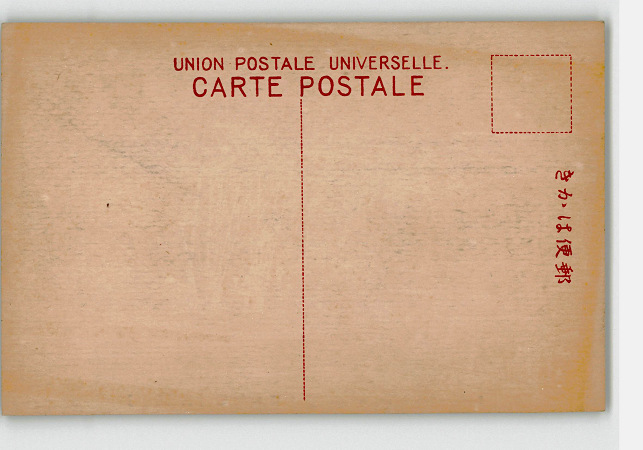 UNION POSTALE UNIVERSELLE.
CARTE POSTALE
郵便はかき